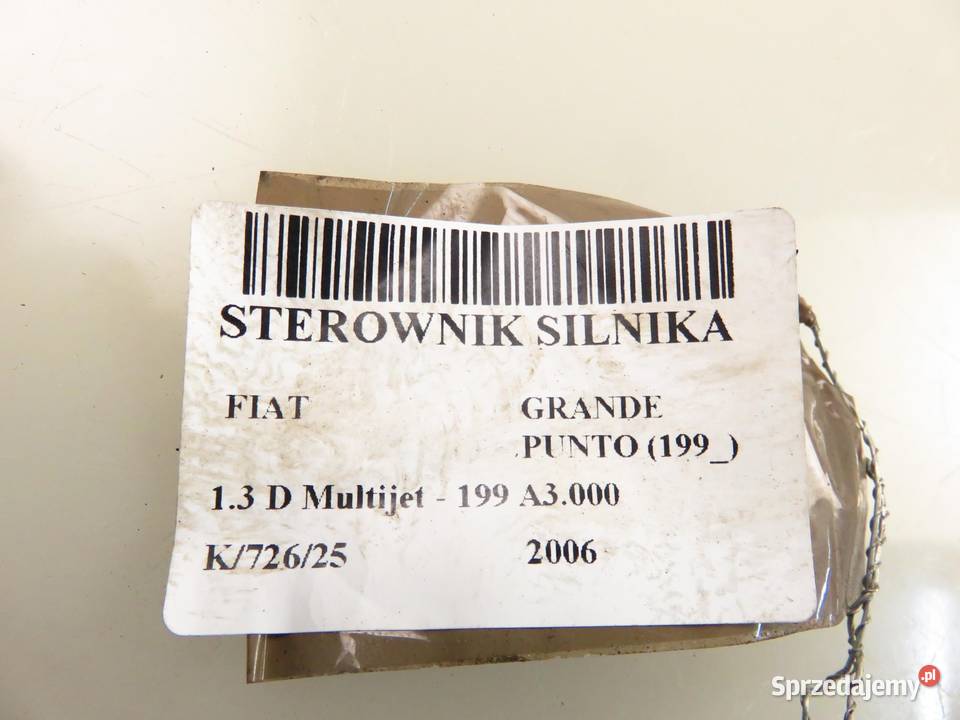 STEROWNIK SILNIKA
FIAT GRANDE
PUNTO (199_)
1.3 D Multijet - 199 A3.000
K/726/25 2006
Sprzedajemy.pl